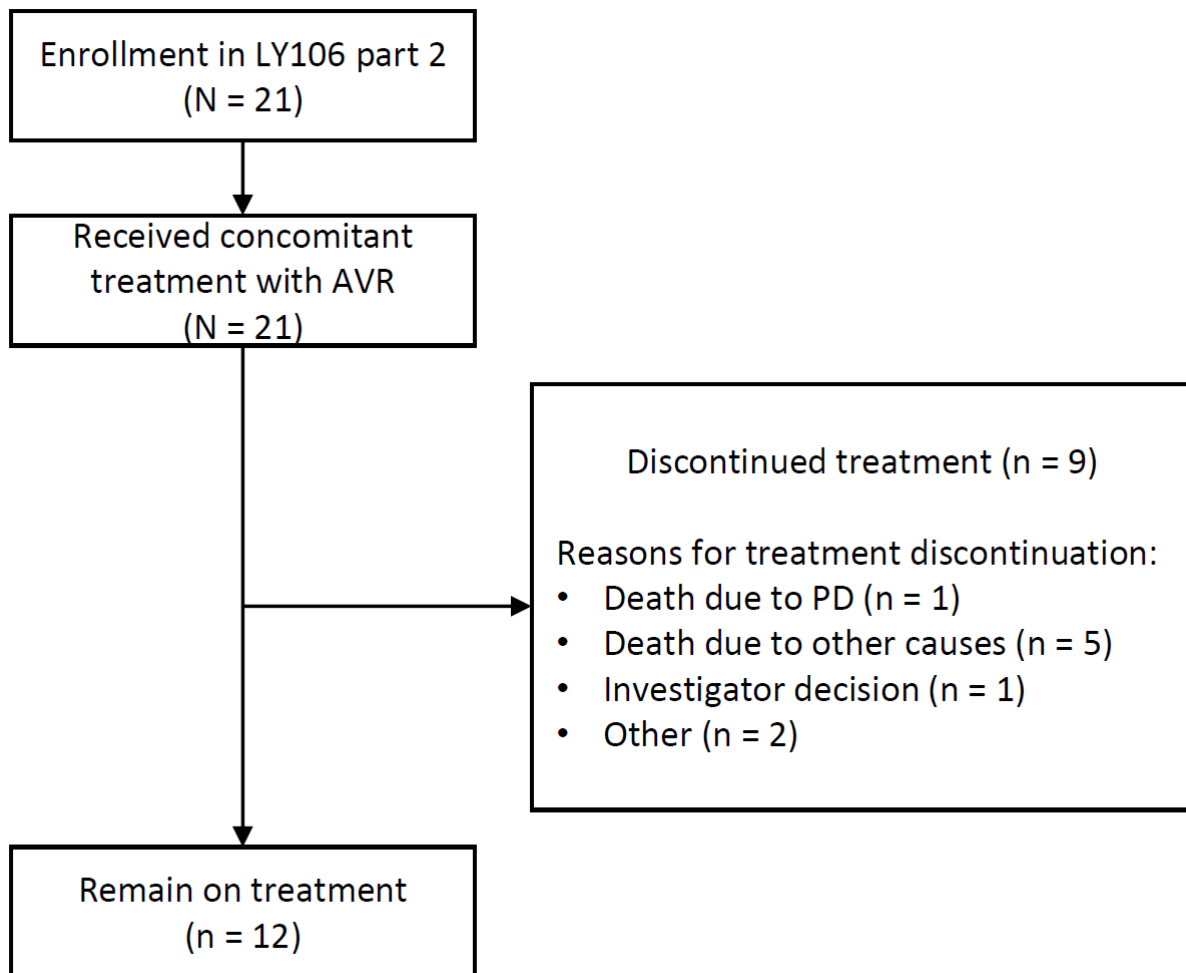 Enrollment in LY106 part 2
(N = 21)
Received concomitant
treatment with AVR
(N = 21)
Discontinued treatment (n = 9)
Reasons for treatment discontinuation:
• Death due to PD (n = 1)
• Death due to other causes (n = 5)
• Investigator decision (n = 1)
• Other (n = 2)
Remain on treatment
(n = 12)